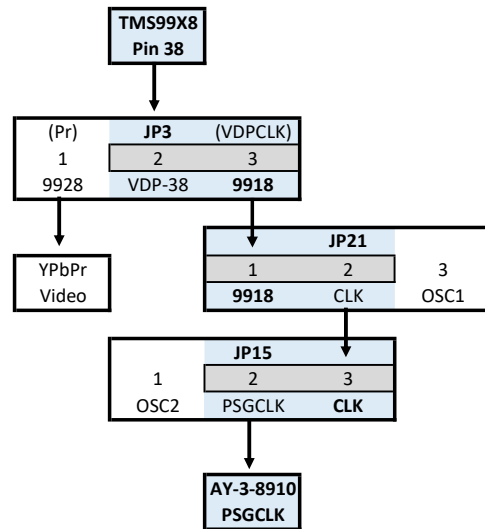 TMS99X8
Pin 38
(Pr) JP3 (VDPCLK)
1 2 3
9928 VDP-38 9918
YPbPr
Video
JP21
1 2 3
9918 CLK OSC1
JP15
1 2 3
OSC2 PSGCLK CLK
AY-3-8910
PSGCLK